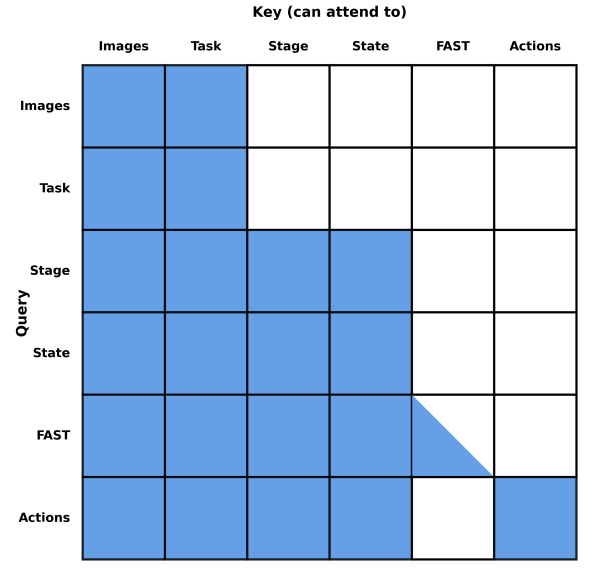 Key (can attend to)
Images Task Stage State FAST Actions
Images
Task
Stage
Query
State
FAST
Actions